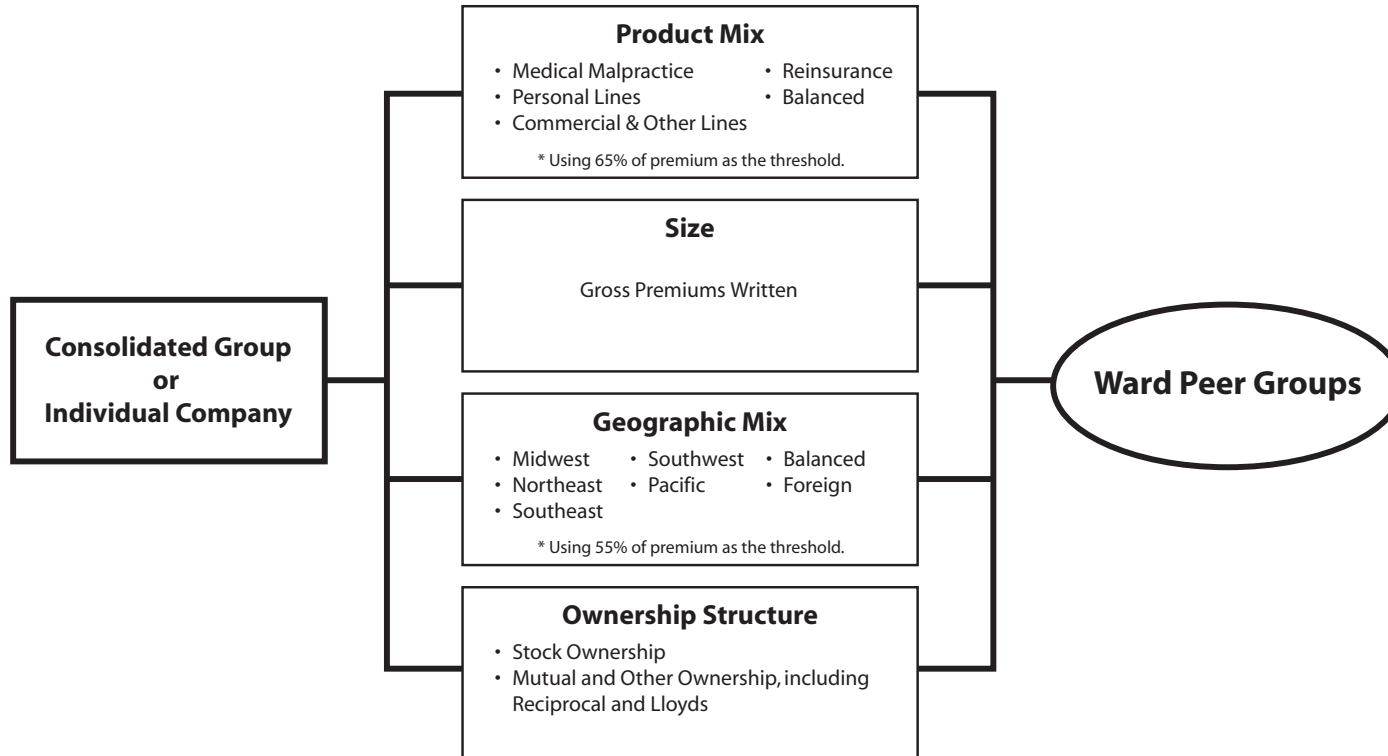 Product Mix
• Medical Malpractice
• Personal Lines
• Commercial & Other Lines
• Reinsurance
• Balanced
* Using 65% of premium as the threshold.
Size
Gross Premiums Written
Consolidated Group
or
Individual Company
Ward Peer Groups
Geographic Mix
• Midwest
• Northeast
• Southeast
• Southwest
• Pacific
• Balanced
• Foreign
* Using 55% of premium as the threshold.
Ownership Structure
• Stock Ownership
• Mutual and Other Ownership, including
Reciprocal and Lloyds